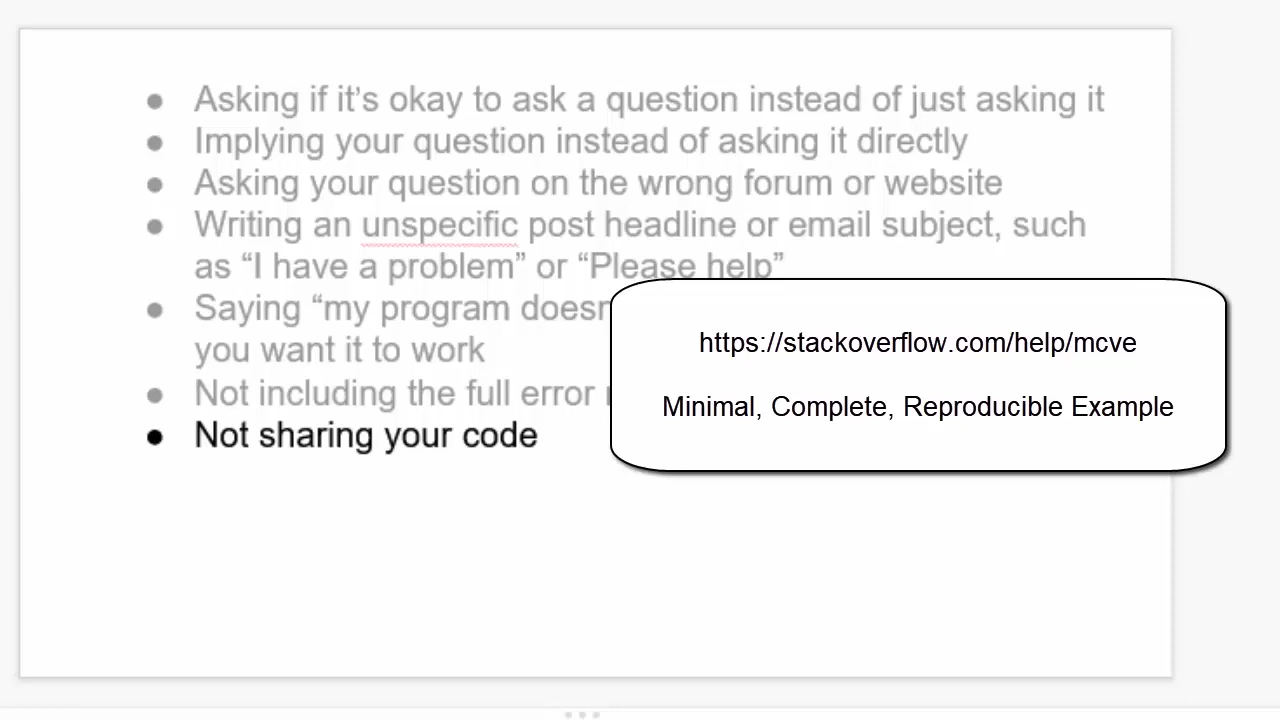 ● Asking if it’s okay to ask a question instead of just asking it
● Implying your question instead of asking it directly
● Asking your question on the wrong forum or website
● Writing an unspecific post headline or email subject, such
as “I have a problem” or “Please help”
● Saying “my program
you want it to work
● Not including the full error
● Not sharing your code
https://stackoverflow.com/help/mcve
Minimal, Complete, Reproducible Example